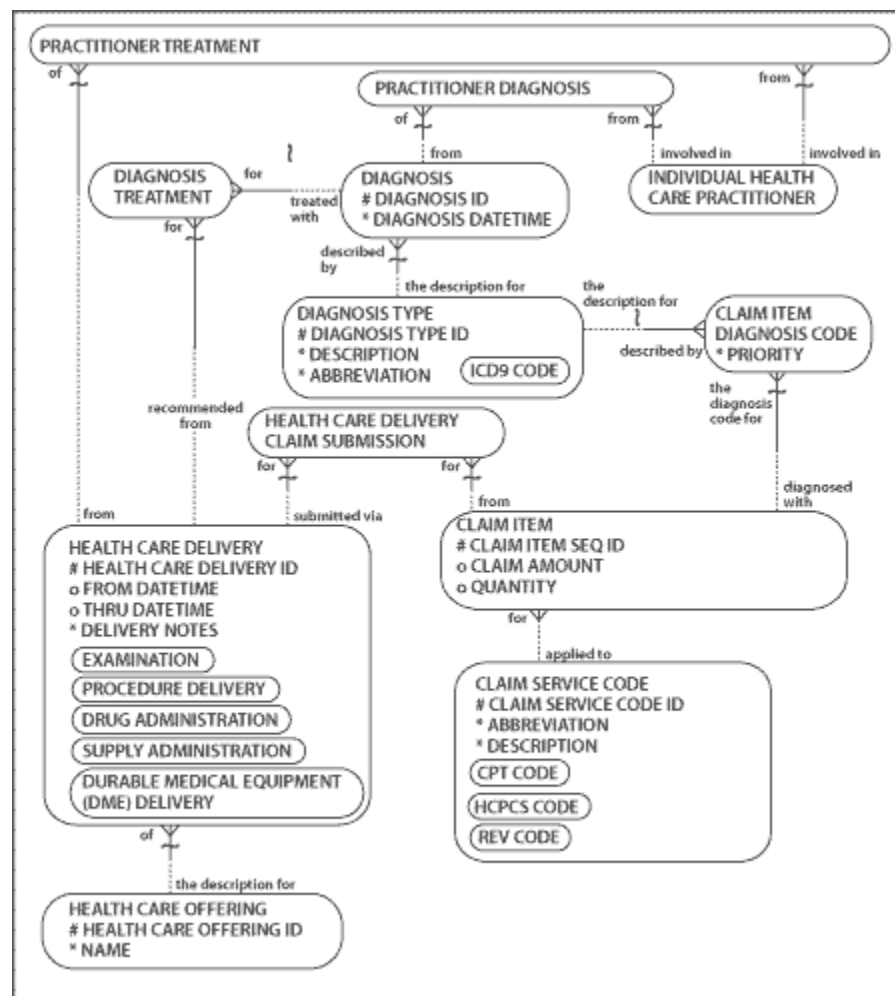 PRACTITIONER TREATMENT
of
from
PRACTITIONER DIAGNOSIS
of
from
from
involved in
involved in
DIAGNOSIS
TREATMENT
for
treated
with
DIAGNOSIS
# DIAGNOSIS ID
* DIAGNOSIS DATETIME
INDIVIDUAL HEALTH
CARE PRACTITIONER
for
described
by
the description for
the
description for
DIAGNOSIS TYPE
# DIAGNOSIS TYPE ID
* DESCRIPTION
* ABBREVIATION
ICD9 CODE
described by
CLAIM ITEM
DIAGNOSIS CODE
* PRIORITY
the
diagnosis
code for
recommended
from
HEALTH CARE DELIVERY
CLAIM SUBMISSION
for
for
from
submitted via
from
diagnosed
with
HEALTH CARE DELIVERY
# HEALTH CARE DELIVERY ID
o FROM DATETIME
o THRU DATETIME
* DELIVERY NOTES
EXAMINATION
PROCEDURE DELIVERY
DRUG ADMINISTRATION
SUPPLY ADMINISTRATION
DURABLE MEDICAL EQUIPMENT
(DME) DELIVERY
CLAIM ITEM
# CLAIM ITEM SEQ ID
o CLAIM AMOUNT
o QUANTITY
for
applied to
CLAIM SERVICE CODE
# CLAIM SERVICE CODE ID
* ABBREVIATION
* DESCRIPTION
CPT CODE
HCPCS CODE
REV CODE
of
the description for
HEALTH CARE OFFERING
# HEALTH CARE OFFERING ID
* NAME